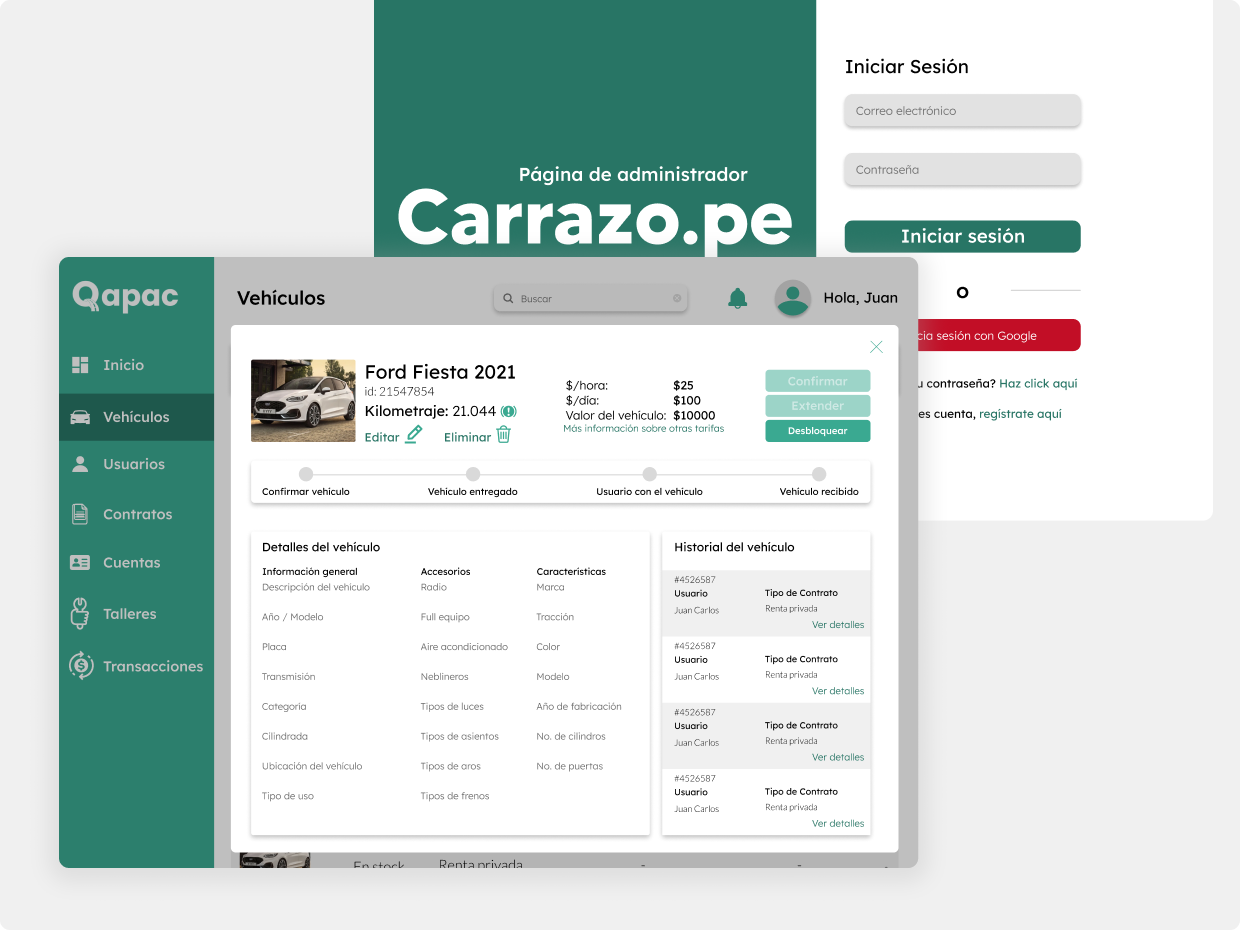 Página de administrador
Carrazo.pe
Iniciar Sesión
Correo electrónico
Contraseña
Iniciar sesión
O
sesión con Google
contraseña? Haz click aquí
cuenta, regístrate aquí
Qapac
Inicio
Vehículos
Usuarios
Contratos
Cuentas
Talleres
Transacciones
Vehículos
Buscar
Hola, Juan
Ford Fiesta 2021
id: 21547854
Kilometraje: 21.044
Editar
Eliminar
$/hora: $25
$/día: $100
Valor del vehículo: $10000
Más información sobre otras tarifas
Confirmar
Extender
Desbloquear
Confirmar vehículo
Vehículo entregado
Usuario con el vehículo
Vehículo recibido
Detalles del vehículo
Información general
Descripción del vehículo
Año / Modelo
Placa
Transmisión
Categoría
Cilindrada
Ubicación del vehículo
Tipo de uso
Accesorios
Radio
Full equipo
Aire acondicionado
Neblineros
Tipos de luces
Tipos de asientos
Tipos de aros
Tipos de frenos
Características
Marca
Tracción
Color
Modelo
Año de fabricación
No. de cilindros
No. de puertas
Historial del vehículo
#4526587
Usuario
Juan Carlos
Tipo de Contrato
Renta privada
Ver detalles
#4526587
Usuario
Juan Carlos
Tipo de Contrato
Renta privada
Ver detalles
#4526587
Usuario
Juan Carlos
Tipo de Contrato
Renta privada
Ver detalles
#4526587
Usuario
Juan Carlos
Tipo de Contrato
Renta privada
Ver detalles
En stock
Renta privada
-
-
-